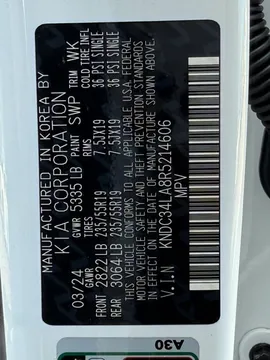 MANUFACTURED IN KOREA BY
KIA CORPORATION
03/24 GVWR 5335 LB PAINT SWP TRIM WK
GAWR TIRES RIMS COLD TIRE INFL.
FRONT 2822 LB 235/55R19 7.5JX19 36 PSI SINGLE
REAR 3064 LB 235/55R19 7.5JX19 36 PSI SINGLE
THIS VEHICLE CONFORMS TO ALL APPLICABLE U.S.A FEDERAL
MOTOR VEHICLE SAFETY AND THEFT PREVENTION STANDARDS
IN EFFECT ON THE DATE OF MANUFACTURE SHOWN ABOVE.
V.I.N KNDC34LA8R5214606
MPV
A30